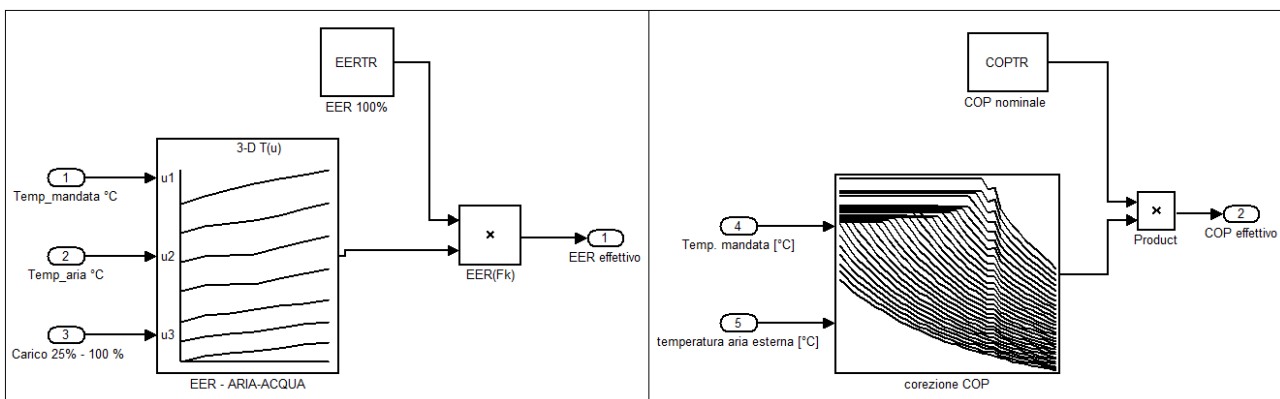 EERTR
EER 100%
3-D T(u)
1
u1
Temp_mandata °C
2
u2
Temp_aria °C
3
u3
Carico 25% - 100 %
EER - ARIA-ACQUA
×
EER(Fk)
1
EER effettivo
COPTR
COP nominale
4
Temp. mandata [°C]
5
temperatura aria esterna [°C]
corezione COP
×
Product
2
COP effettivo